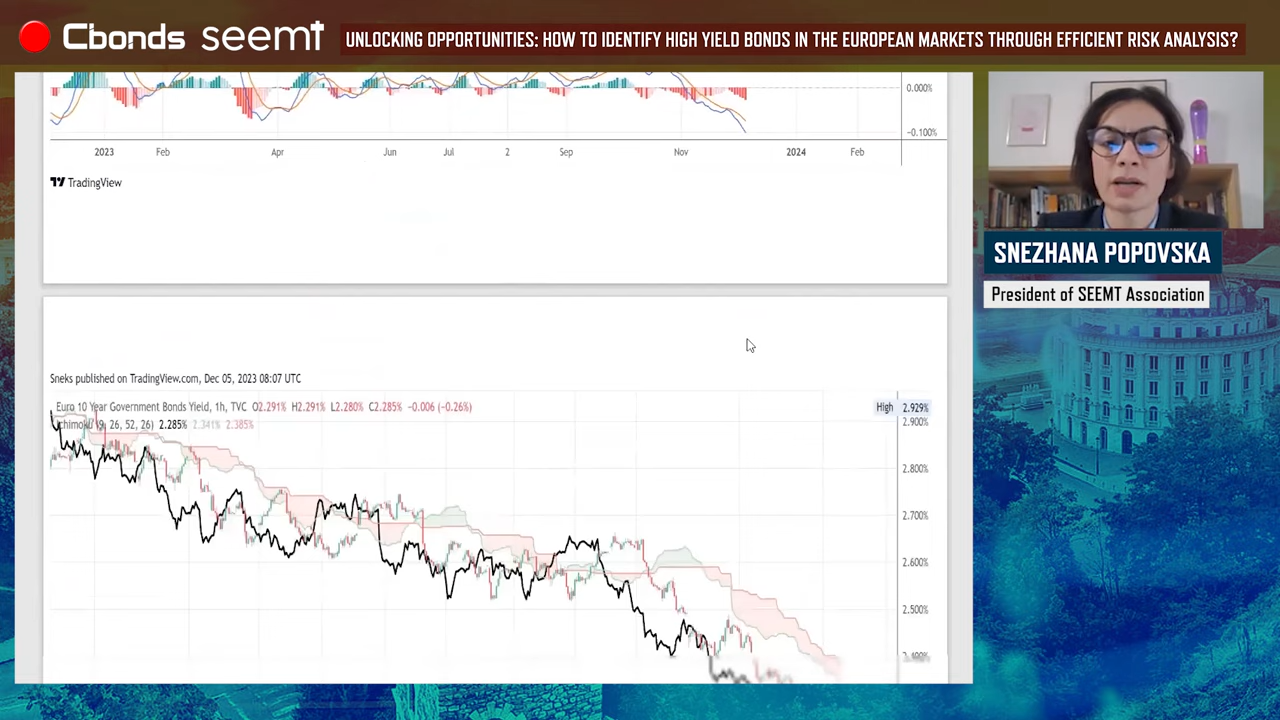 Cbonds seemt
UNLOCKING OPPORTUNITIES: HOW TO IDENTIFY HIGH YIELD BONDS IN THE EUROPEAN MARKETS THROUGH EFFICIENT RISK ANALYSIS?
0.000%
-0.100%
2023 Feb Apr Jun Jul 2 Sep Nov 2024 Feb
TradingView
SNEZHANA POPOVSKA
President of SEEMT Association
Sneks published on TradingView.com, Dec 05, 2023 08:07 UTC
Euro 10 Year Government Bonds Yield, 1h, TVC O2.291% H2.291% L2.280% C2.285% -0.006 (-0.26%)
High 2.929%
2.900%
(9, 26, 52, 26) 2.285% 2.341% 2.385%
2.800%
2.700%
2.600%
2.500%